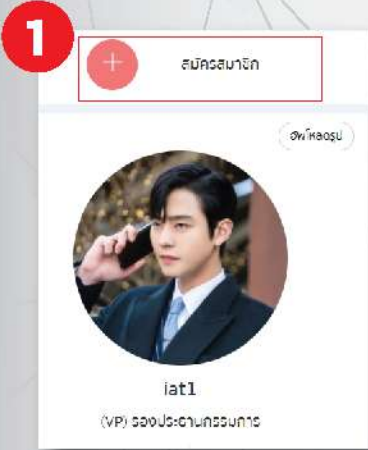 1
สมัครสมาชิก
อัพโหลดรูป
iat1
(VP) รองประธานกรรมการ